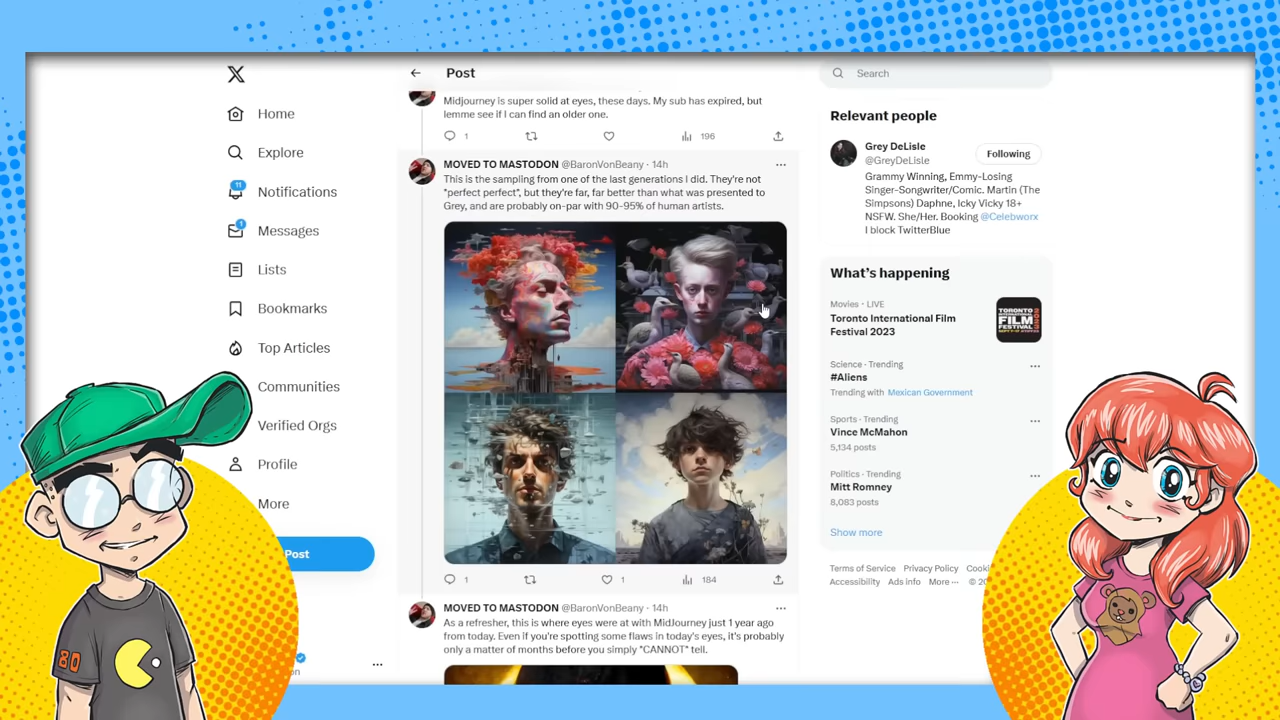 Home
Explore
11
Notifications
1
Messages
Lists
Bookmarks
Top Articles
Communities
Verified Orgs
Profile
More
Post
Post
Midjourney is super solid at eyes, these days. My sub has expired, but
lemme see if I can find an older one.
1
196
MOVED TO MASTODON @BaronVonBeany · 14h
This is the sampling from one of the last generations I did. They're not
"perfect perfect", but they're far, far better than what was presented to
Grey, and are probably on-par with 90-95% of human artists.
1
1
184
MOVED TO MASTODON @BaronVonBeany · 14h
As a refresher, this is where eyes were at with MidJourney just 1 year ago
from today. Even if you're spotting some flaws in today's eyes, it's probably
only a matter of months before you simply "CANNOT" tell.
Search
Relevant people
Grey DeLisle
@GreyDeLisle
Following
Grammy Winning, Emmy-Losing
Singer-Songwriter/Comic. Martin (The
Simpsons) Daphne, Icky Vicky 18+
NSFW. She/Her. Booking @Celebworx
I block TwitterBlue
What's happening
Movies · LIVE
Toronto International Film
Festival 2023
TORONTO
INTERNATIONAL
FILM
FESTIVAL
Science · Trending
#Aliens
Trending with Mexican Government
Sports · Trending
Vince McMahon
5,134 posts
Politics · Trending
Mitt Romney
8,083 posts
Show more
Terms of Service Privacy Policy Cooki
Accessibility Ads info More ··· © 20
80